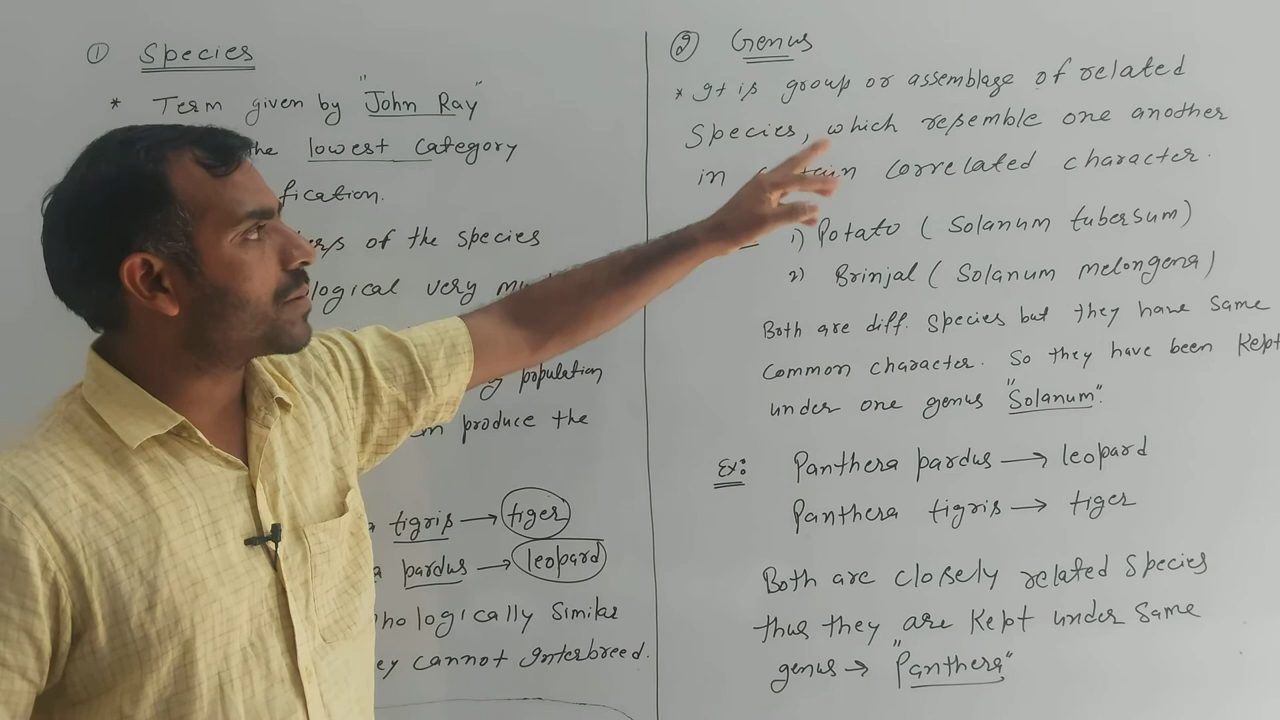 ① Species
* Term given by "John Ray"
the lowest category
fication.
of the species
logical very
population
produce the
tigris → tiger
pardus → leopard
hologically Similar
ey cannot Interbreed.
② Genus
* It is group or assemblage of related
Species, which resemble one another
in correlated character.
1) Potato ( Solanum tubersum)
2) Brinjal ( Solanum melongena)
Both are diff. species but they have same
common character. So they have been kept
under one genus "Solanum".
Ex: Panthera pardus → leopard
Panthera tigris → tiger
Both are closely related species
thus they are kept under same
genus → "Panthera"